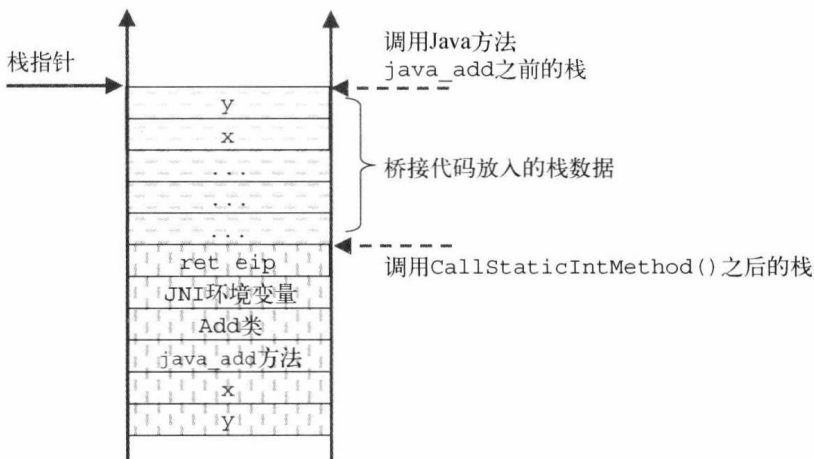 调用Java方法
java_add之前的栈
栈指针
y
x
...
...
...
桥接代码放入的栈数据
调用CallStaticIntMethod()之后的栈
ret eip
JNI环境变量
Add类
java_add方法
x
y